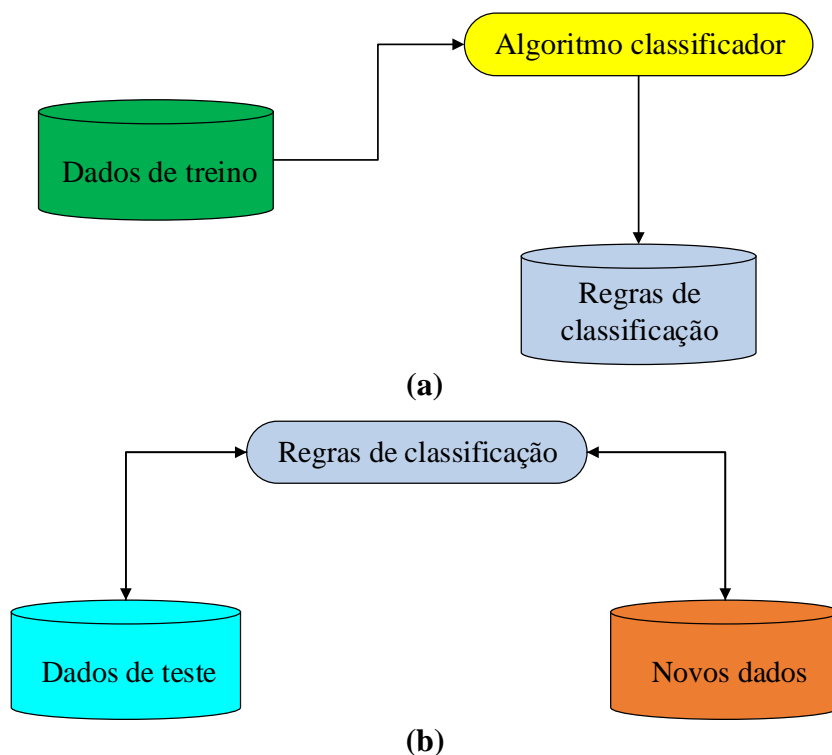 Algoritmo classificador
Dados de treino
Regras de
classificação
(a)
Regras de classificação
Dados de teste
Novos dados
(b)